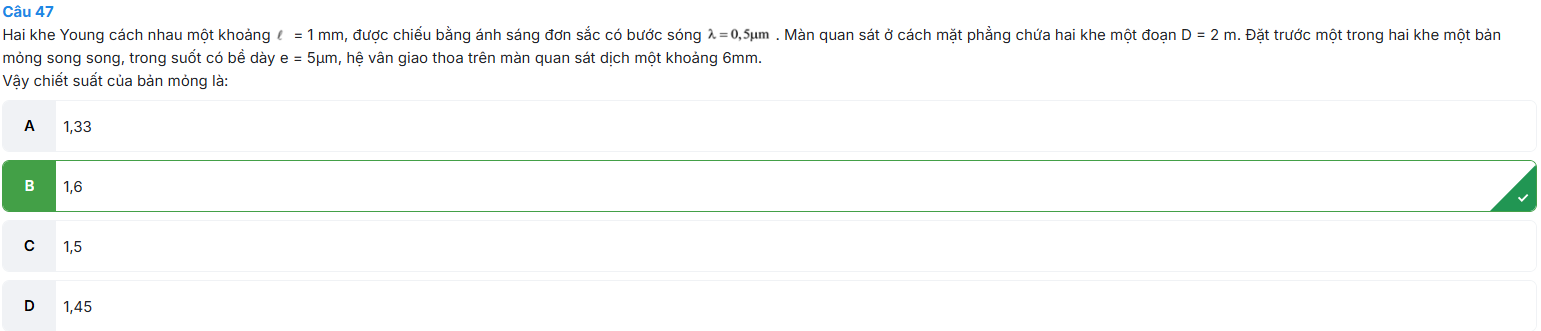 Câu 47
Hai khe Young cách nhau một khoảng ℓ = 1 mm, được chiếu bằng ánh sáng đơn sắc có bước sóng λ = 0,5μm . Màn quan sát ở cách mặt phẳng chứa hai khe một đoạn D = 2 m. Đặt trước một trong hai khe một bản
mỏng song song, trong suốt có bề dày e = 5μm, hệ vân giao thoa trên màn quan sát dịch một khoảng 6mm.
Vậy chiết suất của bản mỏng là:
A 1,33
B 1,6
C 1,5
D 1,45